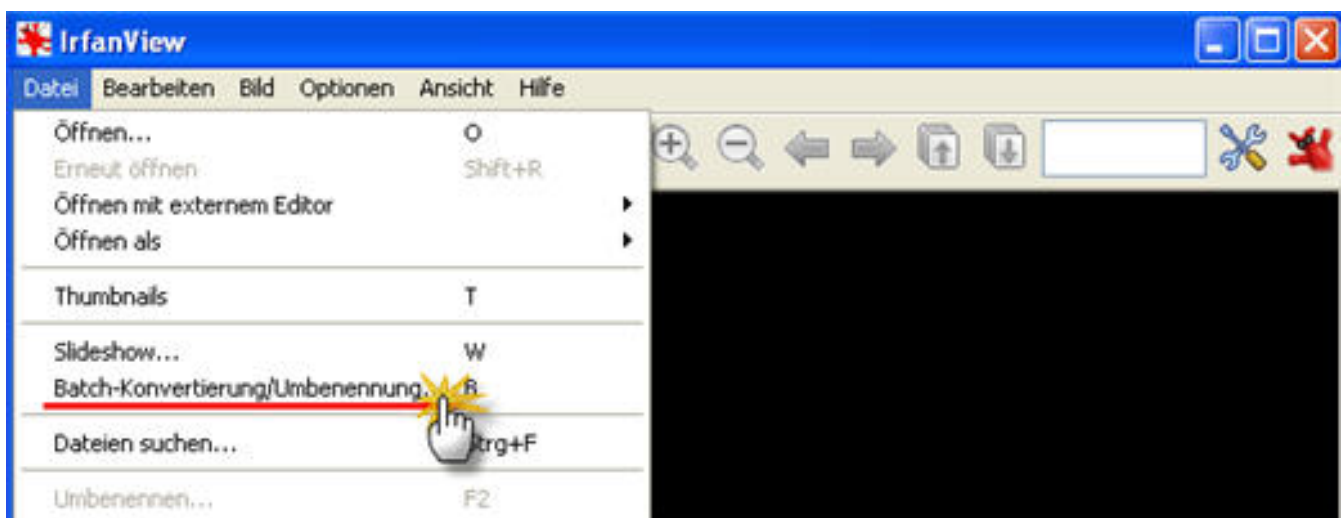 IrfanView
Datei Bearbeiten Bild Optionen Ansicht Hilfe
Öffnen... O
Erneut öffnen Shift+R
Öffnen mit externem Editor
Öffnen als
Thumbnails T
Slideshow... W
Batch-Konvertierung/Umbenennung... B
Dateien suchen... Strg+F
Umbenennen... F2